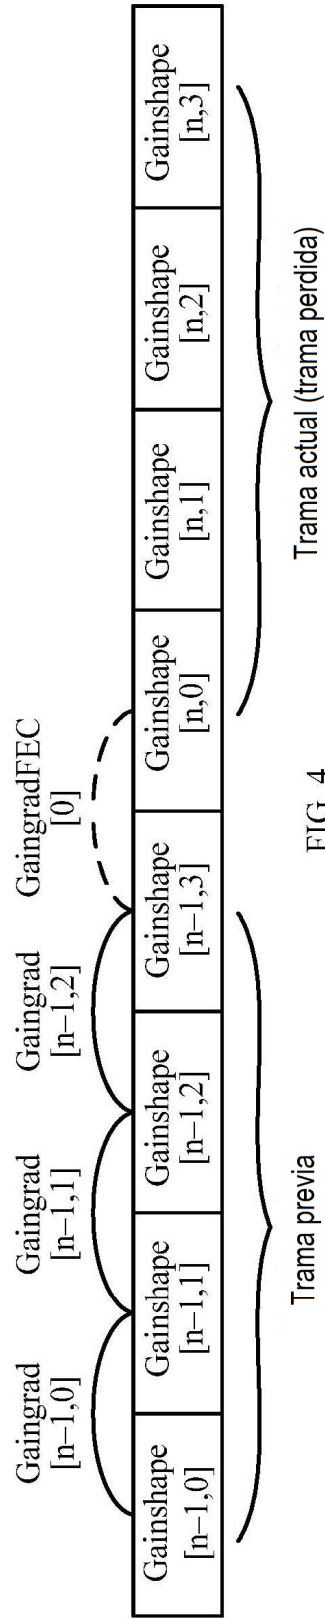 Gaingrad
[n−1,0]
Gaingrad
[n−1,1]
Gaingrad
[n−1,2]
GaingradFEC
[0]
Gainshape
[n−1,0]
Gainshape
[n−1,1]
Gainshape
[n−1,2]
Gainshape
[n−1,3]
Gainshape
[n,0]
Gainshape
[n,1]
Gainshape
[n,2]
Gainshape
[n,3]
Trama previa
Trama actual (trama perdida)
FIG. 4